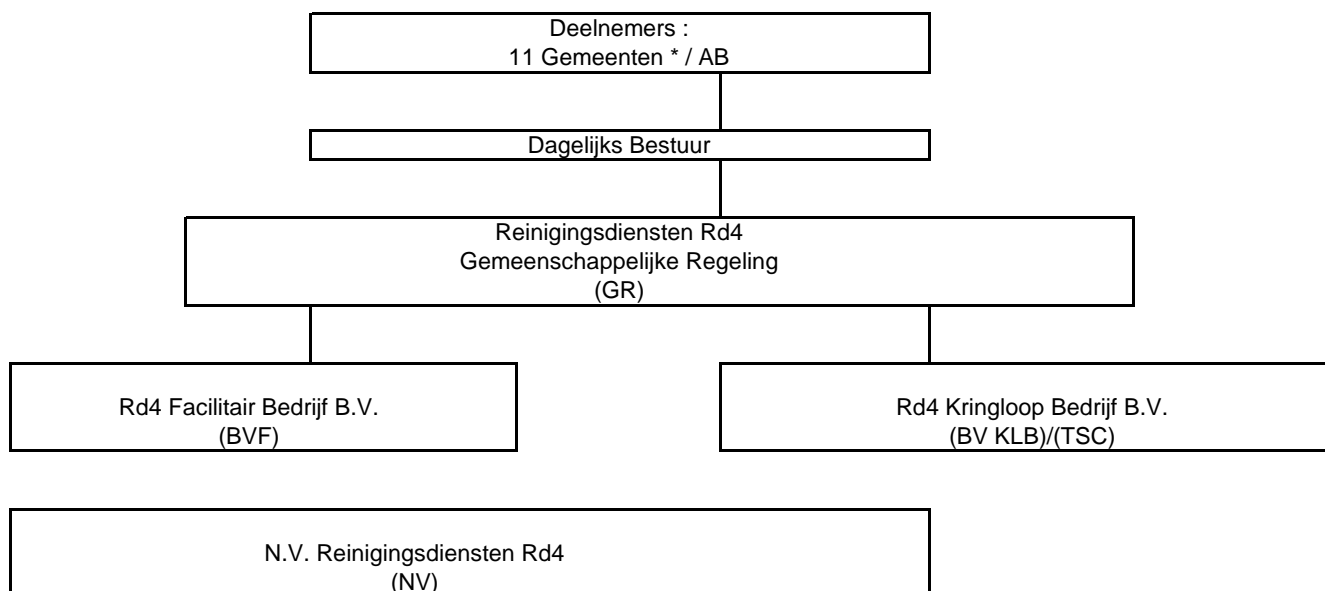 Deelnemers :
11 Gemeenten * / AB
Dagelijks Bestuur
Reinigingsdiensten Rd4
Gemeenschappelijke Regeling
(GR)
Rd4 Facilitair Bedrijf B.V.
(BVF)
Rd4 Kringloop Bedrijf B.V.
(BV KLB)/(TSC)
N.V. Reinigingsdiensten Rd4
(NV)